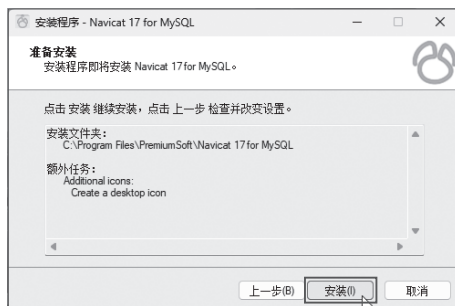 安装程序 - Navicat 17 for MySQL
准备安装
安装程序即将安装 Navicat 17 for MySQL。
点击 安装 继续安装，点击 上一步 检查并改变设置。
安装文件夹：
C:\Program Files\PremiumSoft\Navicat 17 for MySQL
额外任务：
Additional icons:
Create a desktop icon
上一步(B) 安装(I) 取消